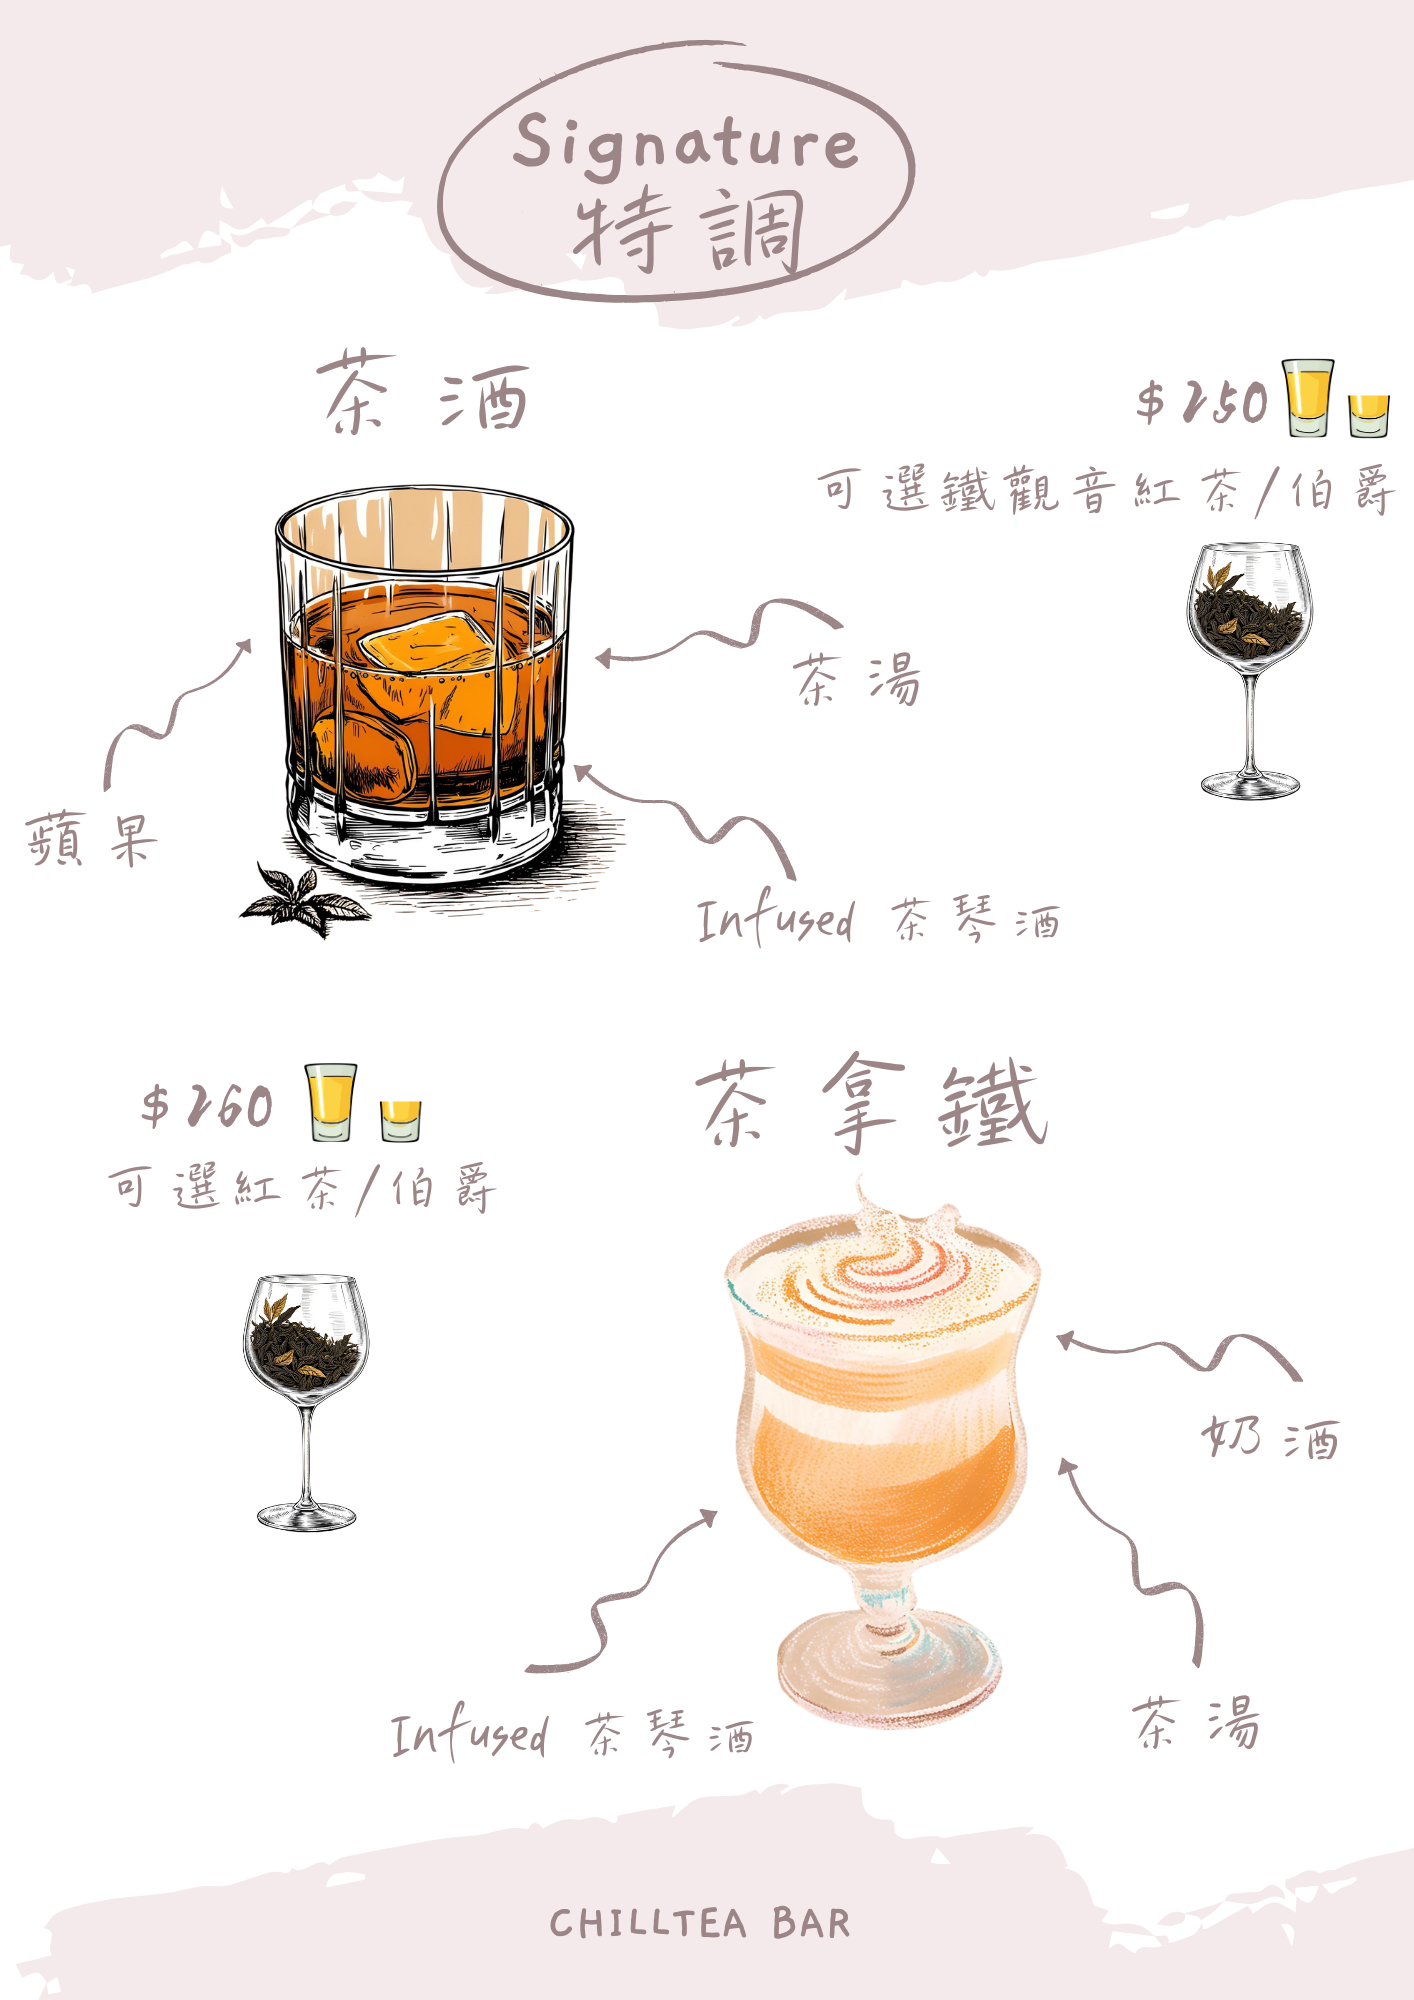 Signature
特調
茶酒
$250
可選鐵觀音紅茶/伯爵
茶湯
蘋果
Infused 茶琴酒
$260
茶拿鐵
可選紅茶/伯爵
奶酒
Infused 茶琴酒
茶湯
CHILLTEA BAR